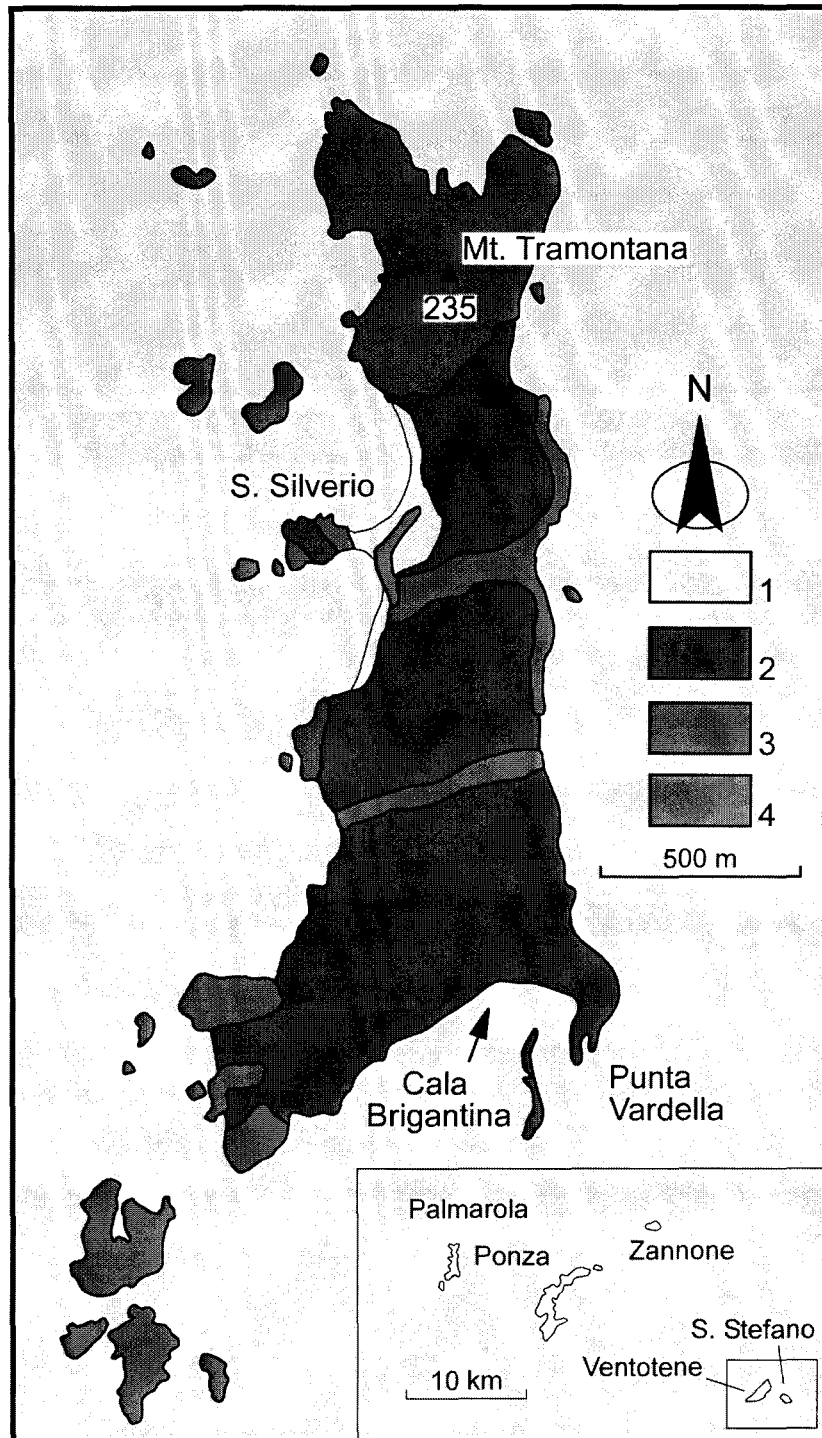 Mt. Tramontana
235
N
S. Silverio
1
2
3
4
500 m
Cala
Brigantina
Punta
Vardella
Palmarola
Ponza
Zannone
S. Stefano
Ventotene
10 km